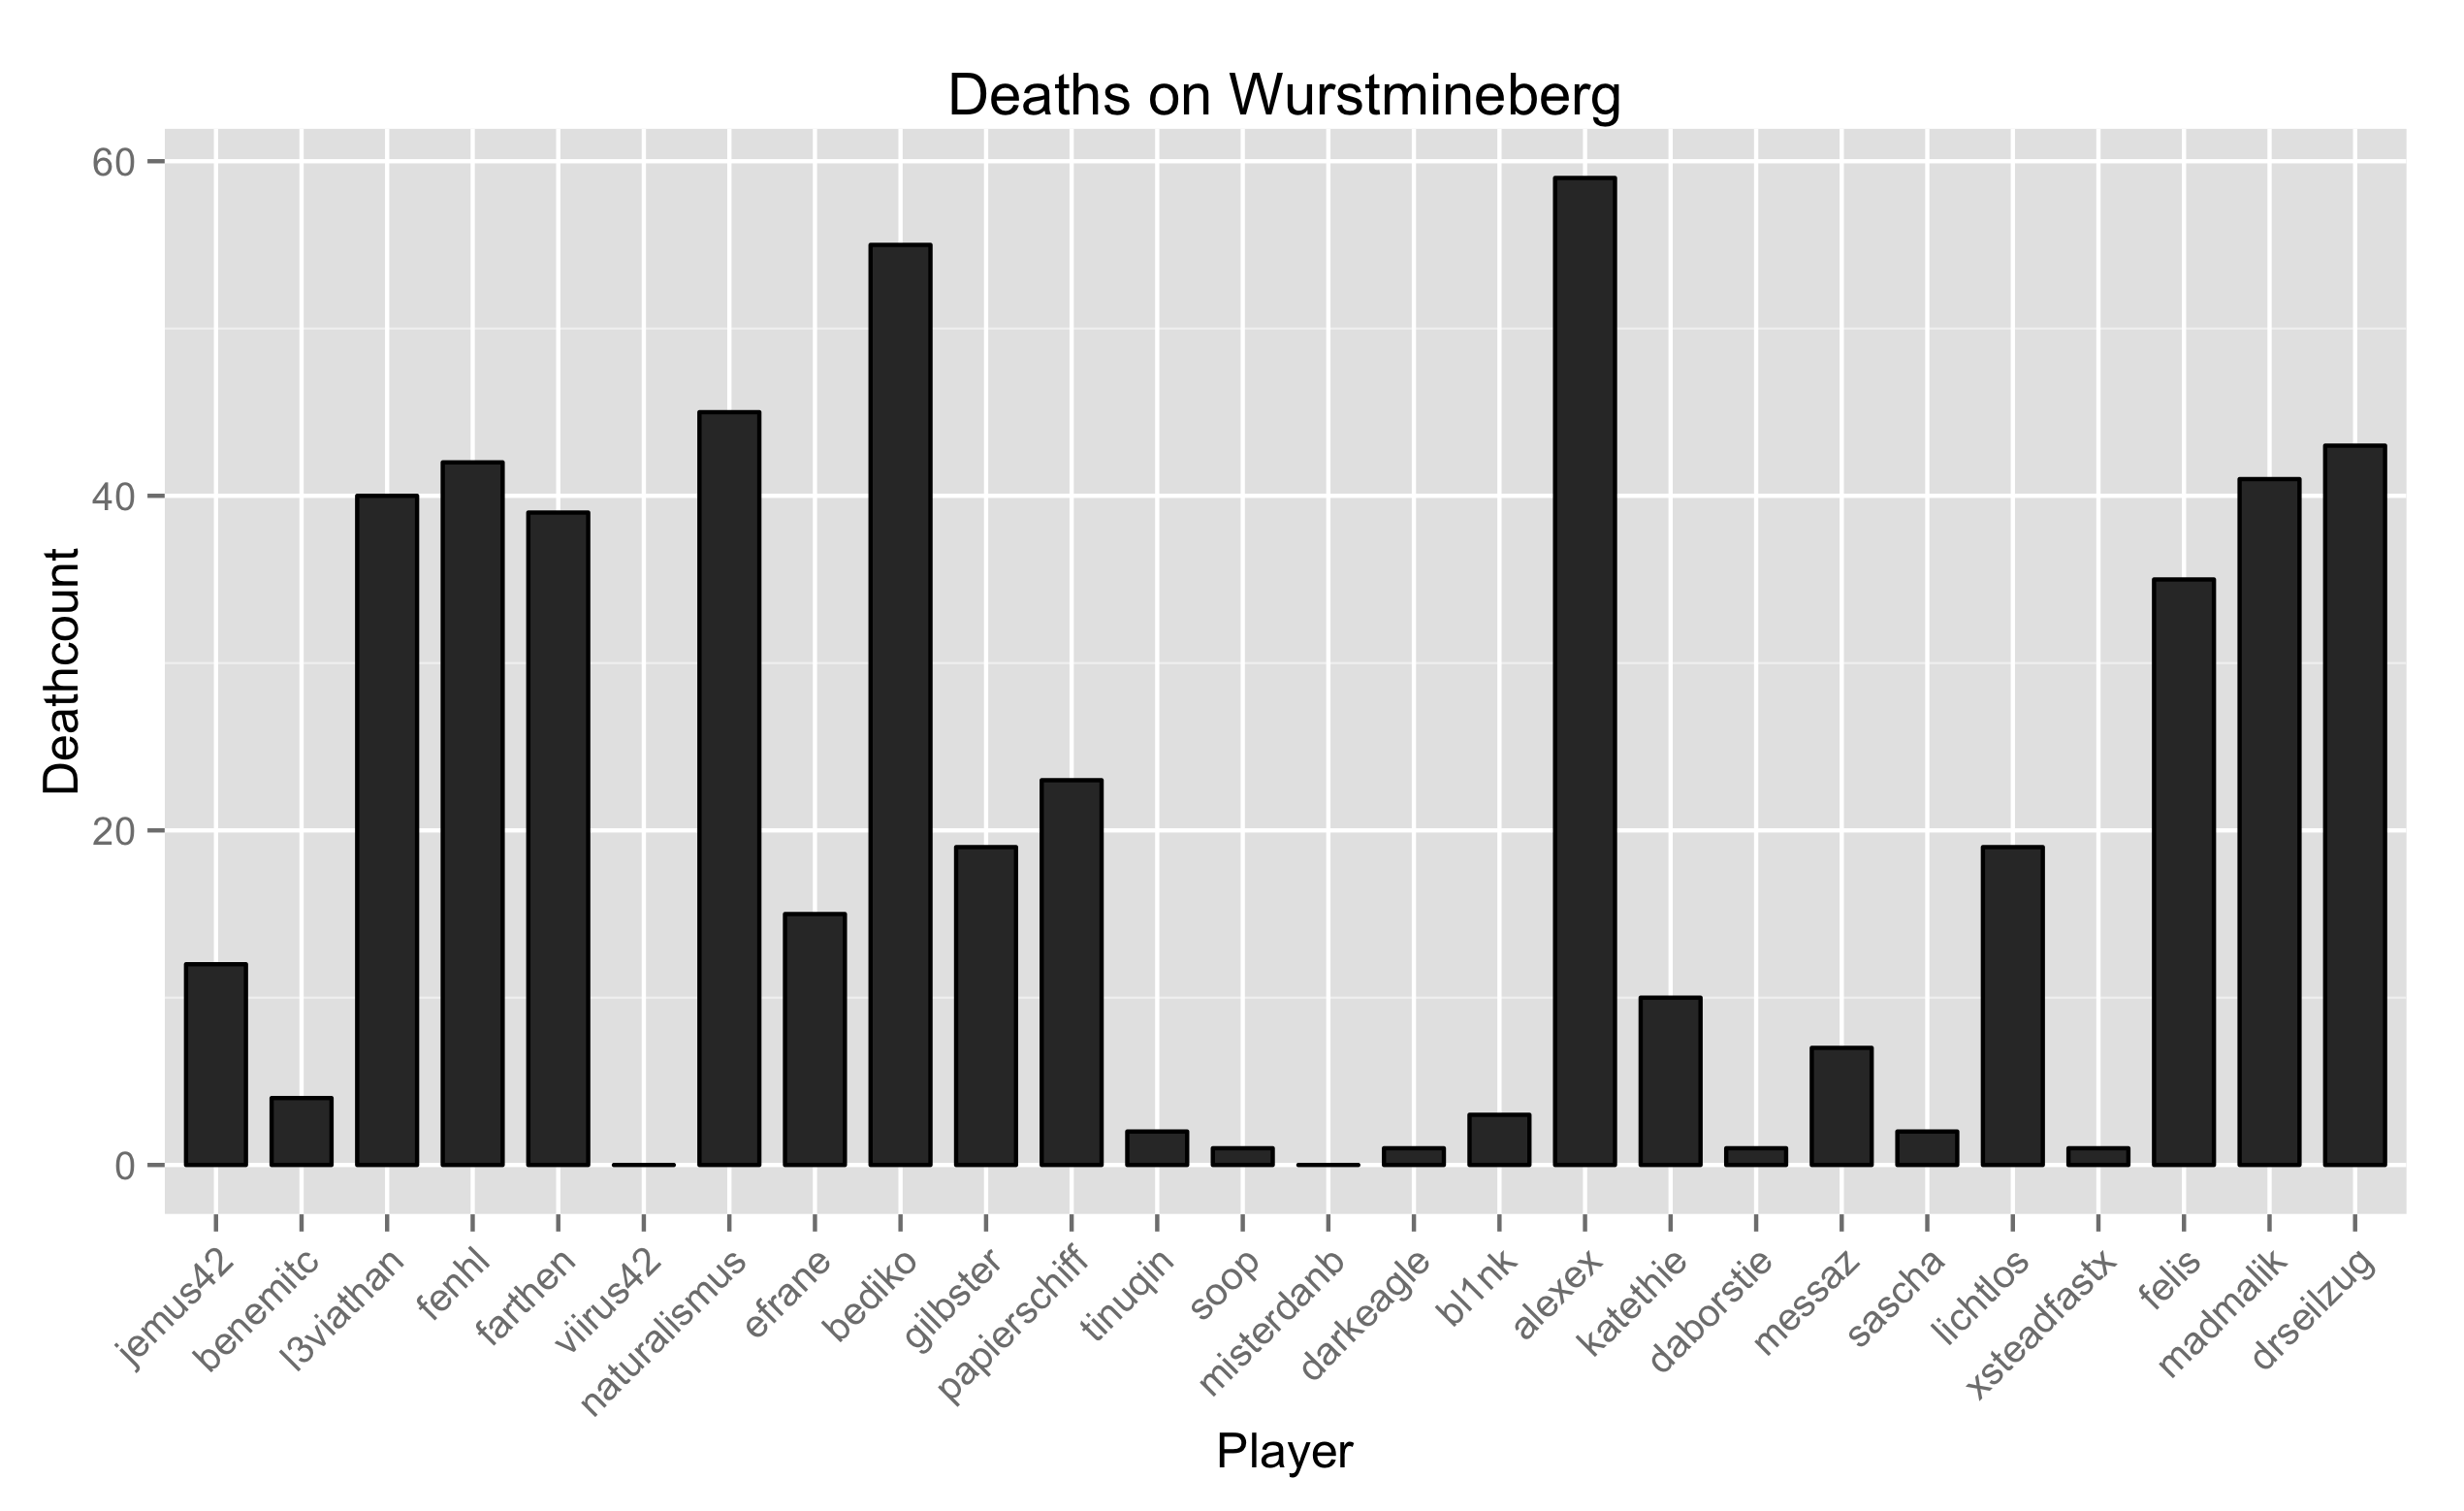 Deaths on Wurstmineberg
Deathcount
60
40
20
0
jemus42
benemitc
l3viathan
fenhl
farthen
viirus42
naturalismus
efrane
bediko
gilbster
papierschiff
tinuqin
soop
misterdanb
darkeagle
bl1nk
alexex
katethie
daborstie
messaz
sascha
lichtlos
xsteadfastx
felis
madmalik
drseilzug
Player